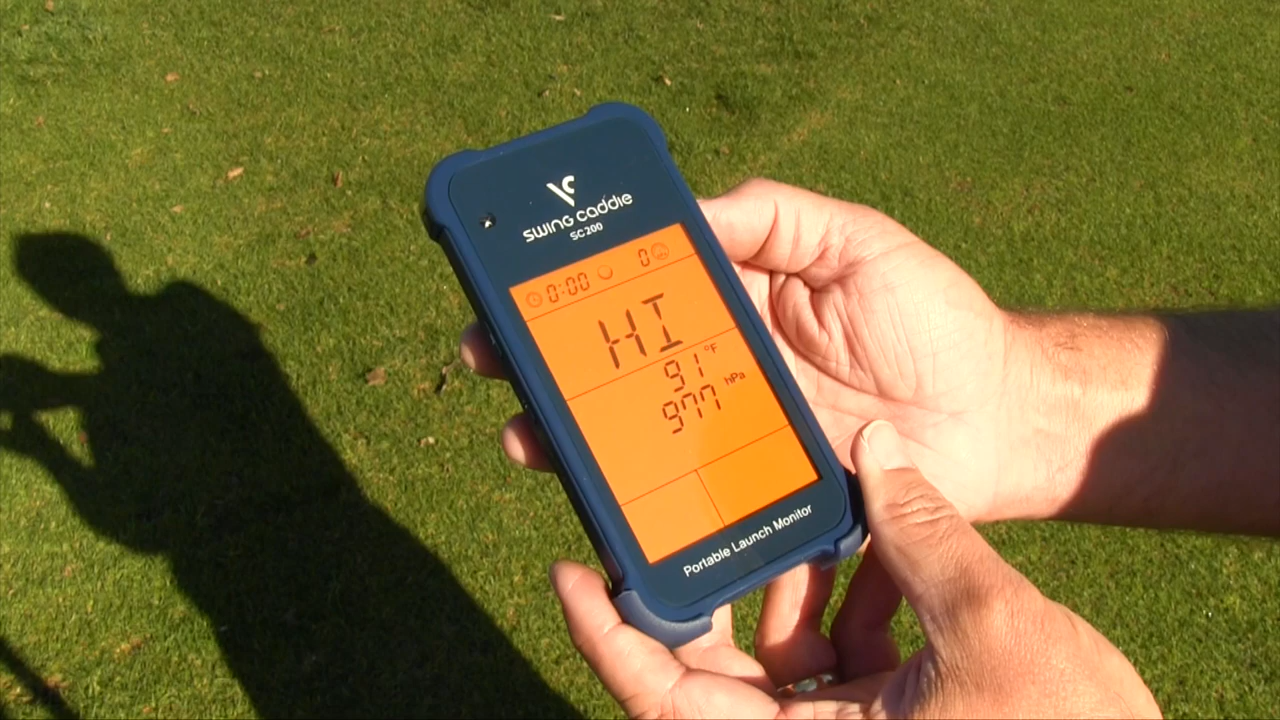 swing caddie
SC200
0:00 0
HI
91 °F
977 hPa
Portable Launch Monitor